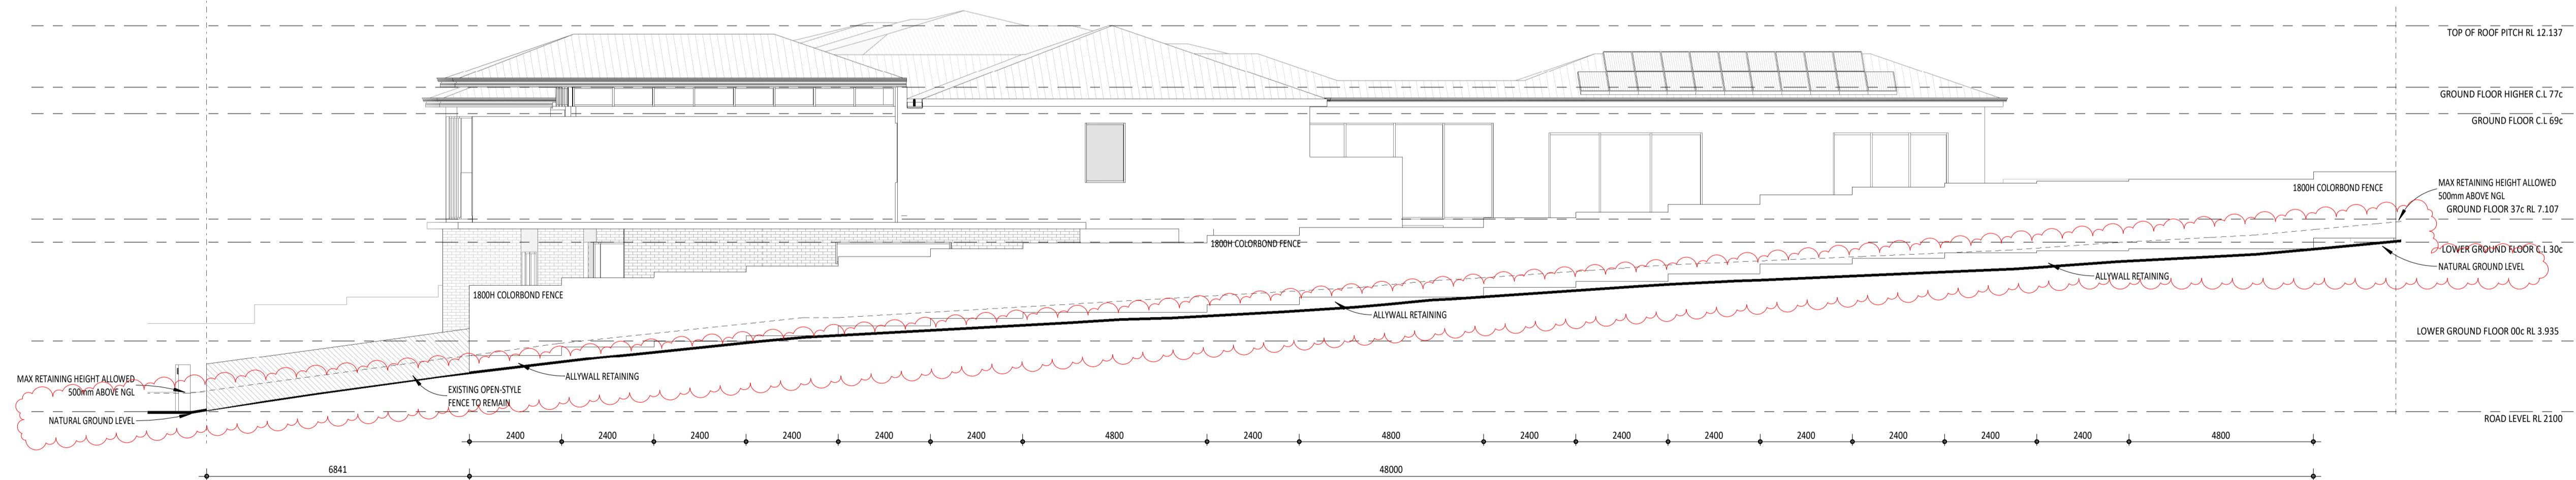 TOP OF ROOF PITCH RL 12.137
GROUND FLOOR HIGHER C.L 77c
GROUND FLOOR C.L 69c
1800H COLORBOND FENCE
MAX RETAINING HEIGHT ALLOWED
500mm ABOVE NGL
GROUND FLOOR 37c RL 7.107
1800H COLORBOND FENCE
LOWER GROUND FLOOR C.L 30c
NATURAL GROUND LEVEL
ALLYWALL RETAINING
1800H COLORBOND FENCE
ALLYWALL RETAINING
LOWER GROUND FLOOR 00c RL 3.935
MAX RETAINING HEIGHT ALLOWED
500mm ABOVE NGL
ALLYWALL RETAINING
EXISTING OPEN-STYLE
FENCE TO REMAIN
NATURAL GROUND LEVEL
ROAD LEVEL RL 2100
2400 2400 2400 2400 2400 2400 4800 2400 4800 2400 2400 2400 2400 2400 2400 2400 4800
6841 48000